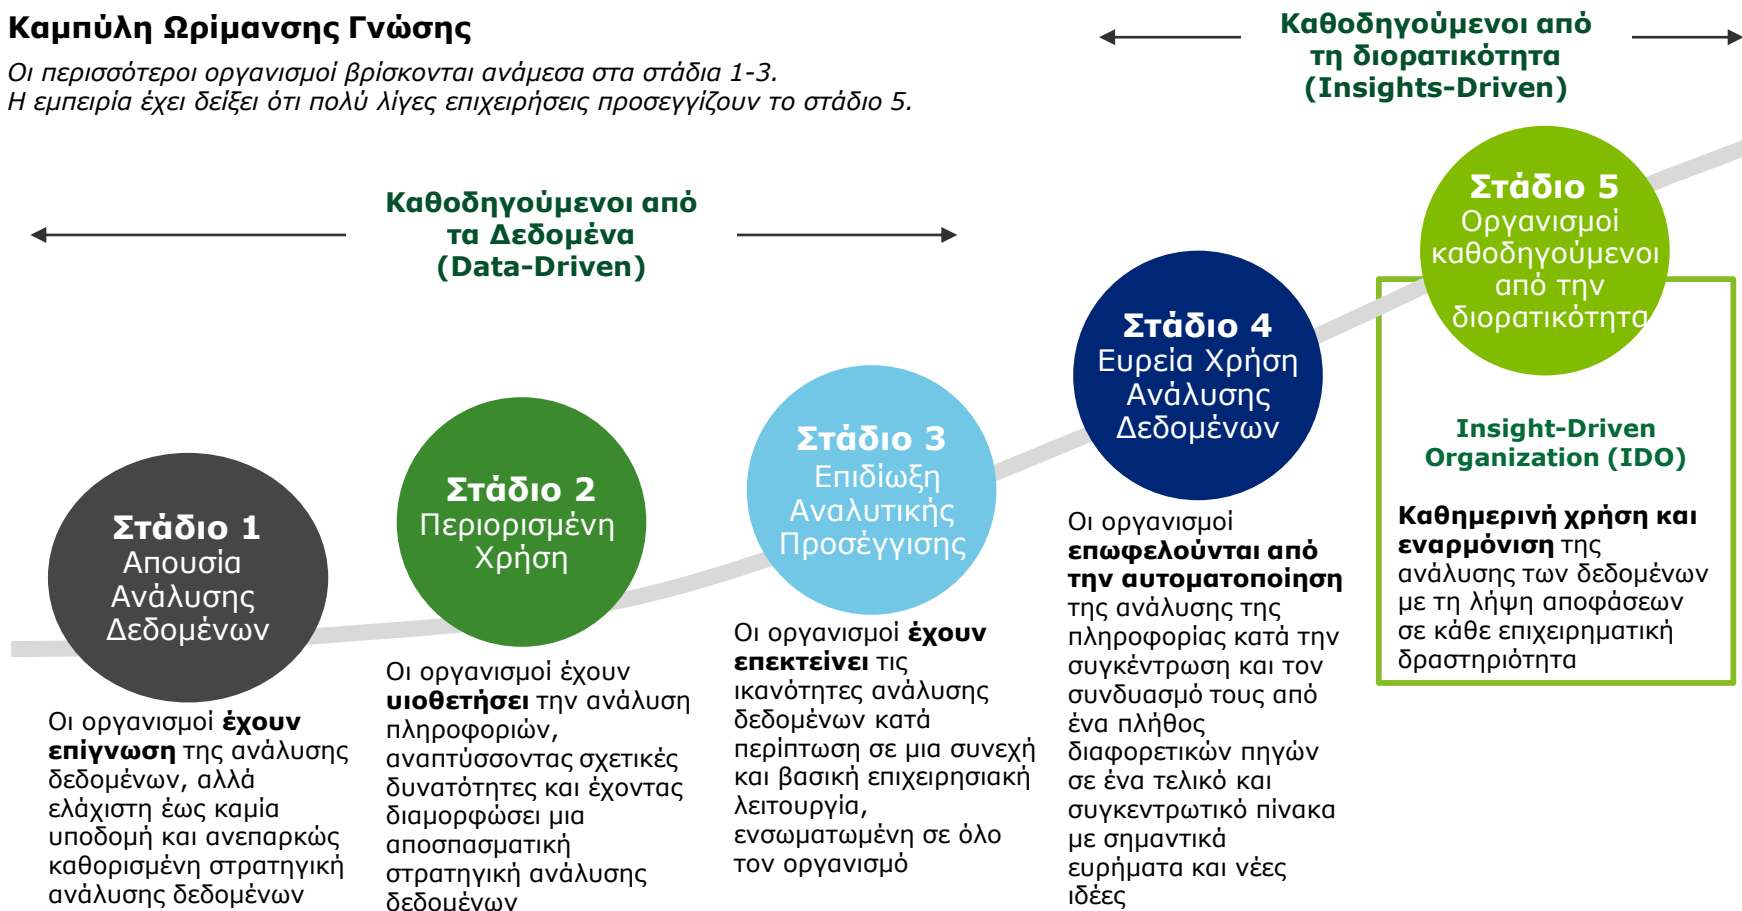 Καμπύλη Ωρίμανσης Γνώσης
Οι περισσότεροι οργανισμοί βρίσκονται ανάμεσα στα στάδια 1-3.
Η εμπειρία έχει δείξει ότι πολύ λίγες επιχειρήσεις προσεγγίζουν το στάδιο 5.
Καθοδηγούμενοι από
τη διορατικότητα
(Insights-Driven)
Καθοδηγούμενοι από
τα Δεδομένα
(Data-Driven)
Στάδιο 1
Απουσία
Ανάλυσης
Δεδομένων
Οι οργανισμοί έχουν
επίγνωση της ανάλυσης
δεδομένων, αλλά
ελάχιστη έως καμία
υποδομή και ανεπαρκώς
καθορισμένη στρατηγική
ανάλυσης δεδομένων
Στάδιο 2
Περιορισμένη
Χρήση
Οι οργανισμοί έχουν
υιοθετήσει την ανάλυση
πληροφοριών,
αναπτύσσοντας σχετικές
δυνατότητες και έχοντας
διαμορφώσει μια
αποσπασματική
στρατηγική ανάλυσης
δεδομένων
Στάδιο 3
Επιδίωξη
Αναλυτικής
Προσέγγισης
Οι οργανισμοί έχουν
επεκτείνει τις
ικανότητες ανάλυσης
δεδομένων κατά
περίπτωση σε μια συνεχή
και βασική επιχειρησιακή
λειτουργία,
ενσωματωμένη σε όλο
τον οργανισμό
Στάδιο 4
Ευρεία Χρήση
Ανάλυσης
Δεδομένων
Οι οργανισμοί
επωφελούνται από
την αυτοματοποίηση
της ανάλυσης της
πληροφορίας κατά την
συγκέντρωση και τον
συνδυασμό τους από
ένα πλήθος
διαφορετικών πηγών
σε ένα τελικό και
συγκεντρωτικό πίνακα
με σημαντικά
ευρήματα και νέες
ιδέες
Στάδιο 5
Οργανισμοί
καθοδηγούμενοι
από την
διορατικότητα
Insight-Driven
Organization (IDO)
Καθημερινή χρήση και
εναρμόνιση της
ανάλυσης των δεδομένων
με τη λήψη αποφάσεων
σε κάθε επιχειρηματική
δραστηριότητα